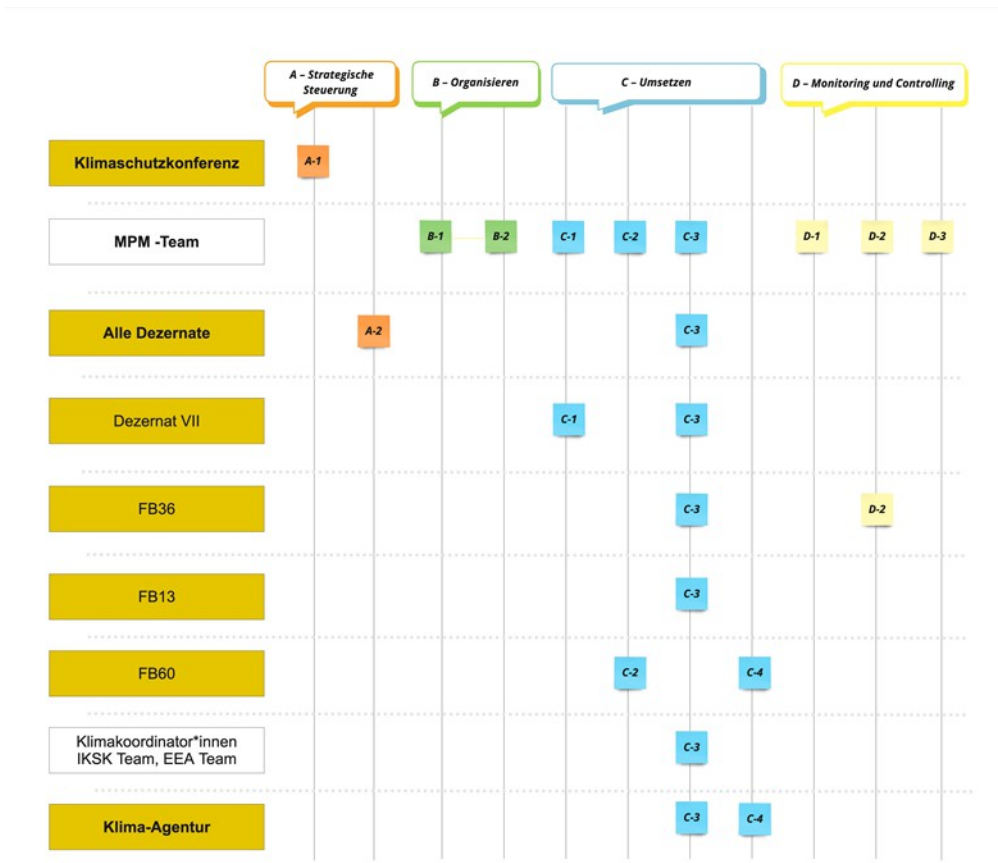 A – Strategische
Steuerung
B – Organisieren
C – Umsetzen
D – Monitoring und Controlling
Klimaschutzkonferenz
A-1
MPM -Team
B-1
B-2
C-1
C-2
C-3
D-1
D-2
D-3
Alle Dezernate
A-2
C-3
Dezernat VII
C-1
C-3
FB36
C-3
D-2
FB13
C-3
FB60
C-2
C-4
Klimakoordinator*innen
IKSK Team, EEA Team
C-3
Klima-Agentur
C-3
C-4